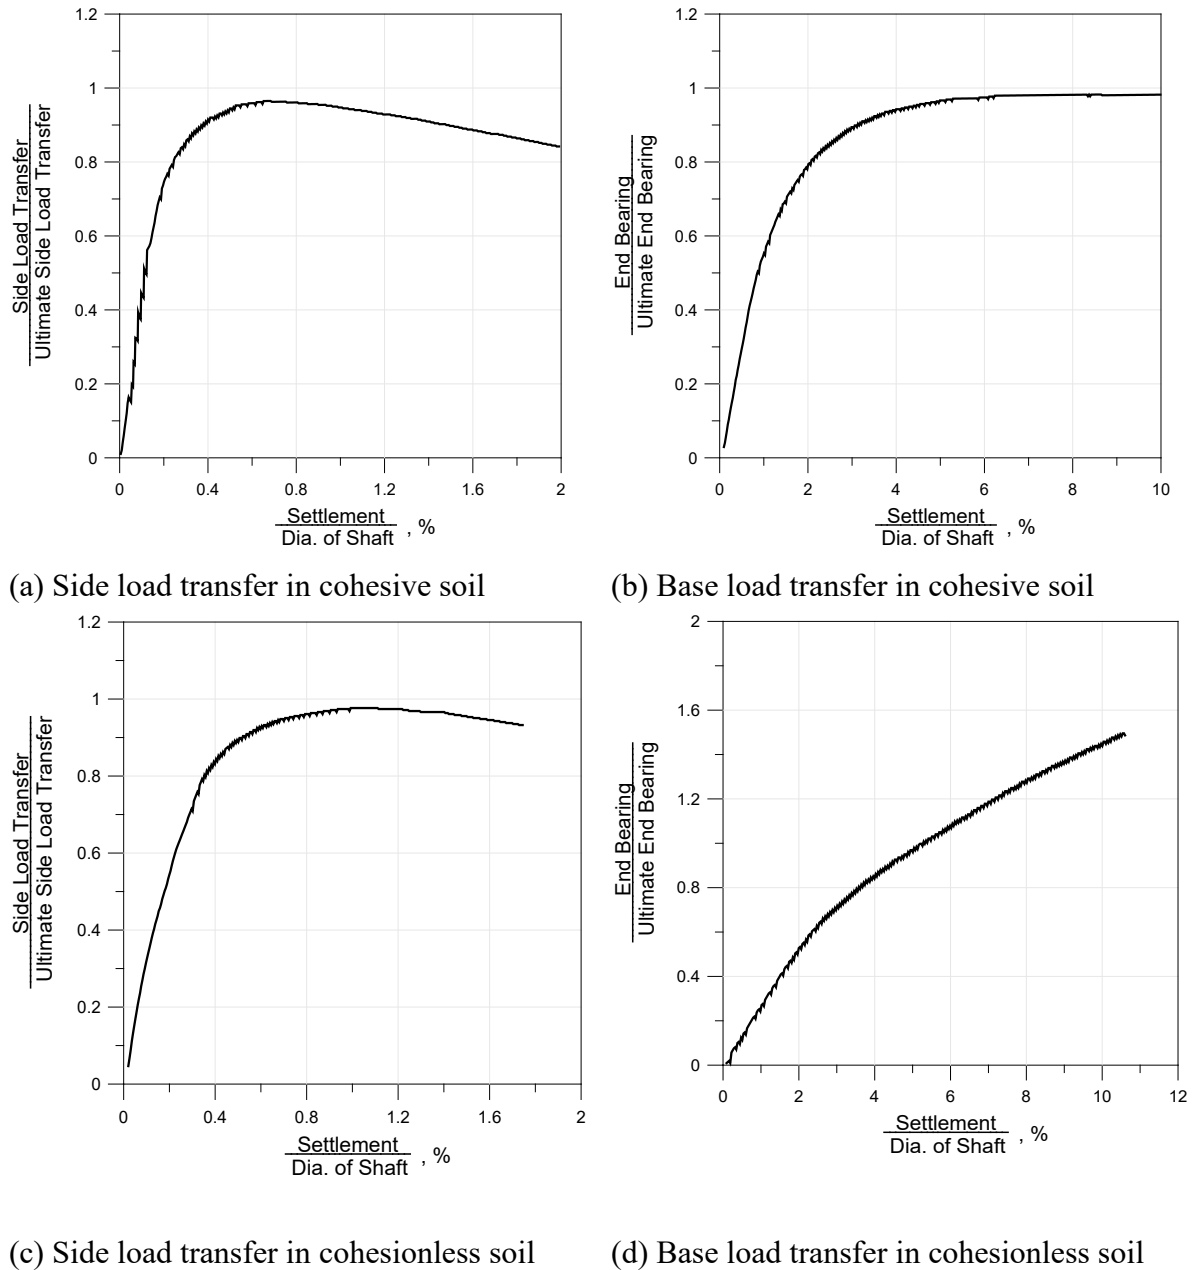 1.2
1
0.8
0.6
0.4
0.2
0
0 0.4 0.8 1.2 1.6 2
Side Load Transfer
Ultimate Side Load Transfer
Settlement
Dia. of Shaft , %
(a) Side load transfer in cohesive soil
1.2
1
0.8
0.6
0.4
0.2
0
0 2 4 6 8 10
End Bearing
Ultimate End Bearing
Settlement
Dia. of Shaft , %
(b) Base load transfer in cohesive soil
1.2
1
0.8
0.6
0.4
0.2
0
0 0.4 0.8 1.2 1.6 2
Side Load Transfer
Ultimate Side Load Transfer
Settlement
Dia. of Shaft , %
(c) Side load transfer in cohesionless soil
2
1.6
1.2
0.8
0.4
0
0 2 4 6 8 10 12
End Bearing
Ultimate End Bearing
Settlement
Dia. of Shaft , %
(d) Base load transfer in cohesionless soil